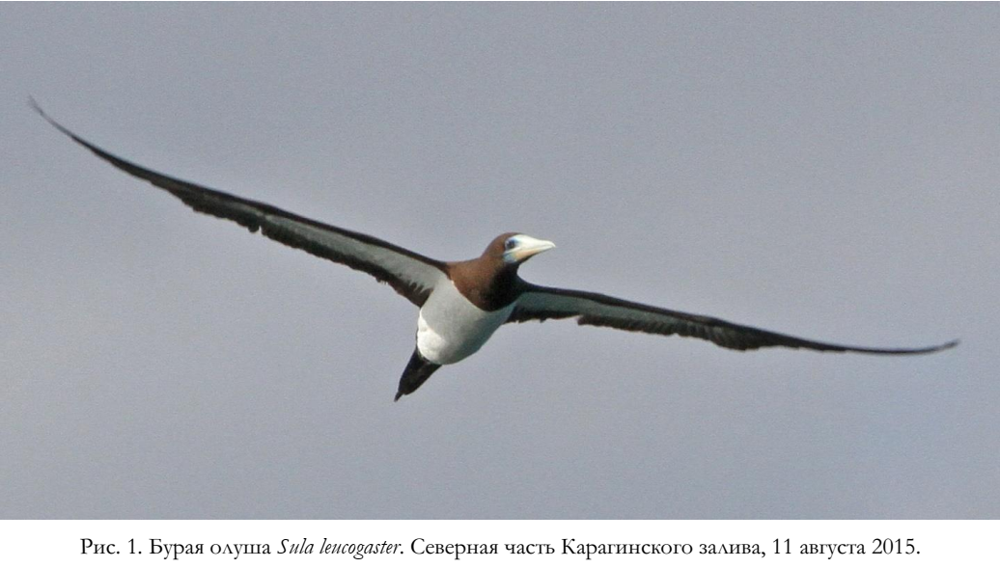 Рис. 1. Бурая олуша Sula leucogaster. Северная часть Карагинского залива, 11 августа 2015.